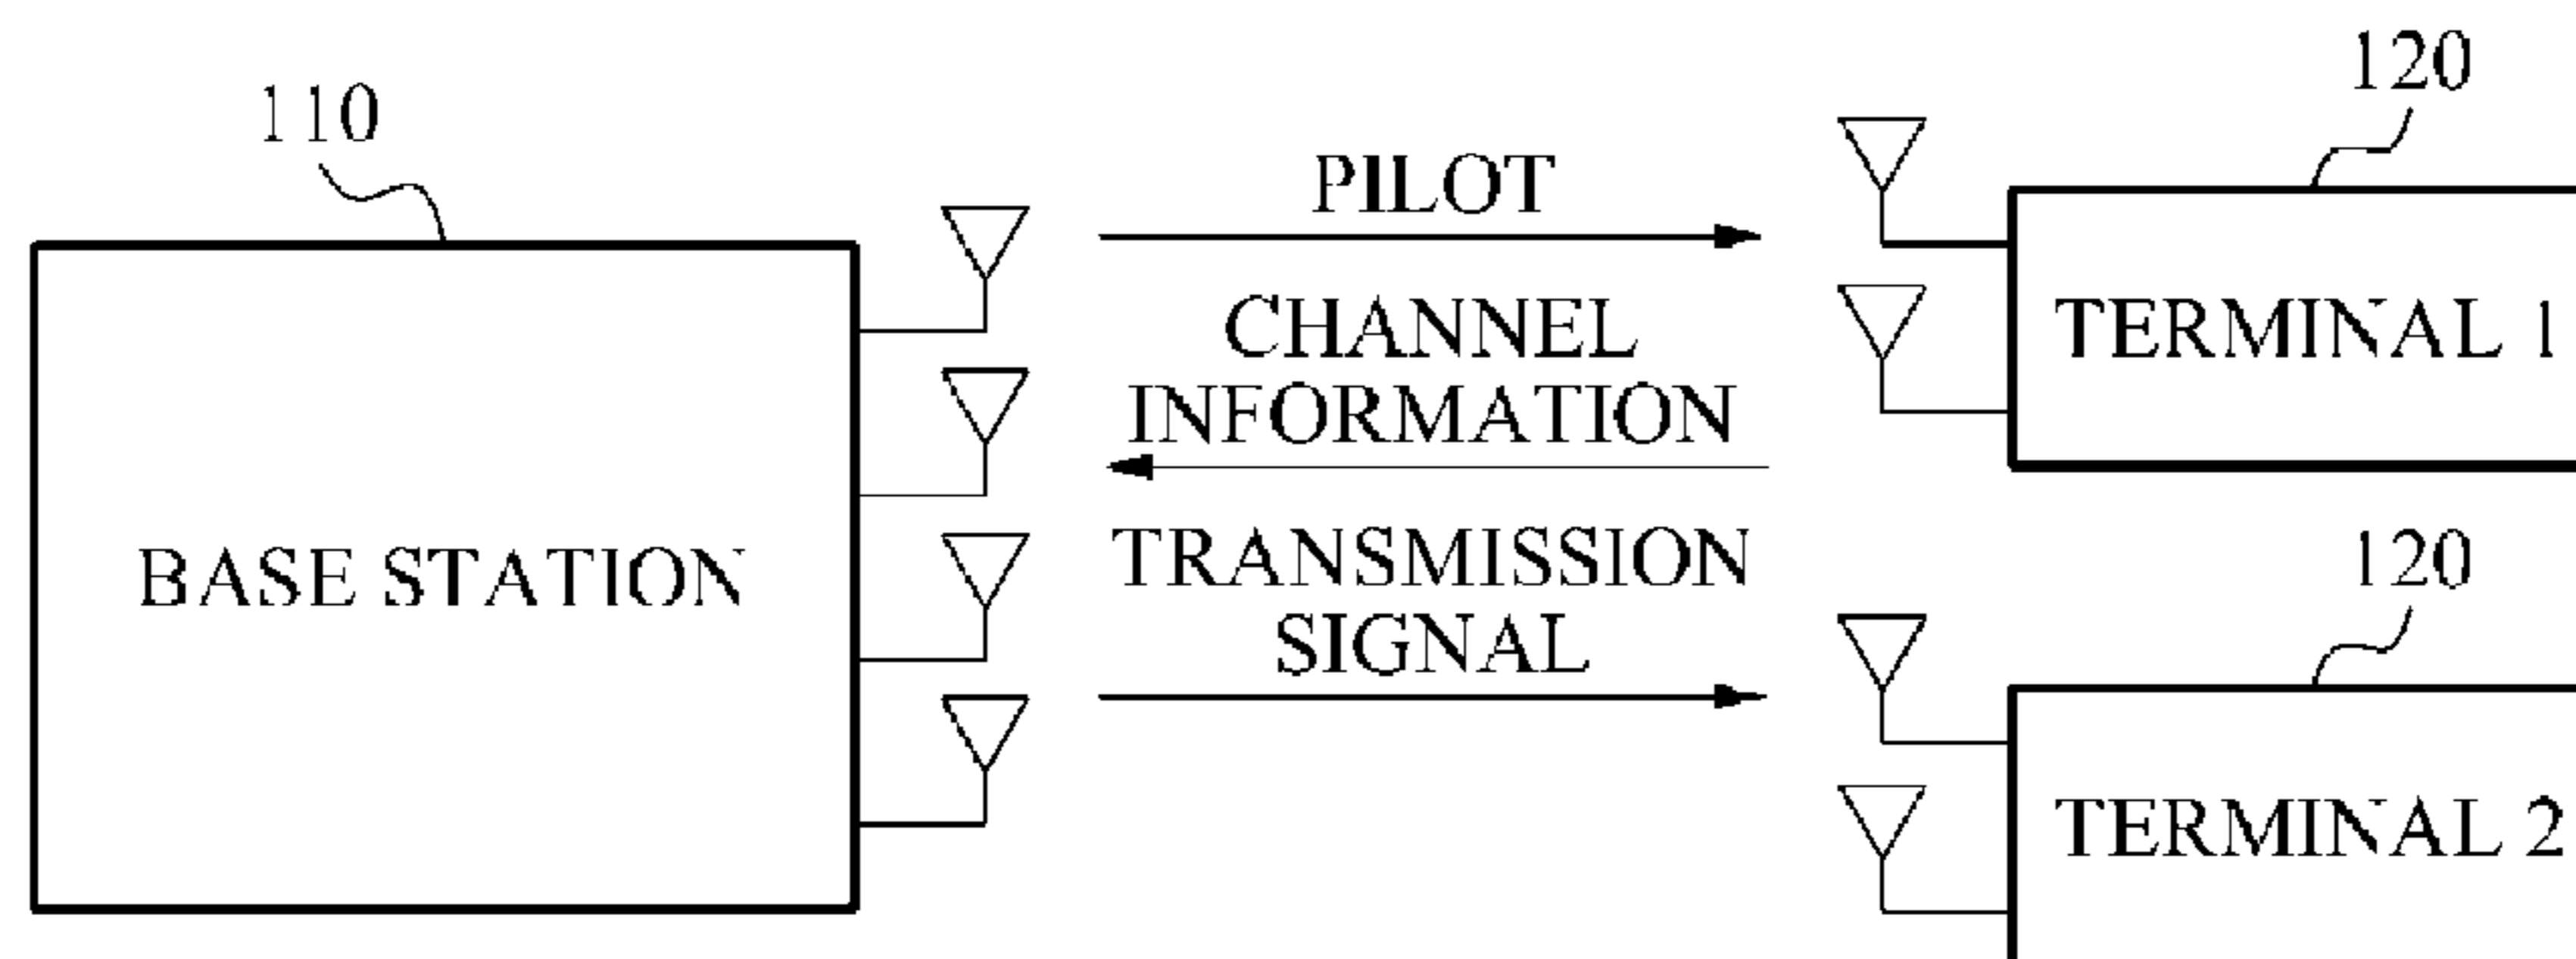 110
BASE STATION
PILOT
CHANNEL
INFORMATION
TRANSMISSION
SIGNAL
120
TERMINAL 1
120
TERMINAL 2